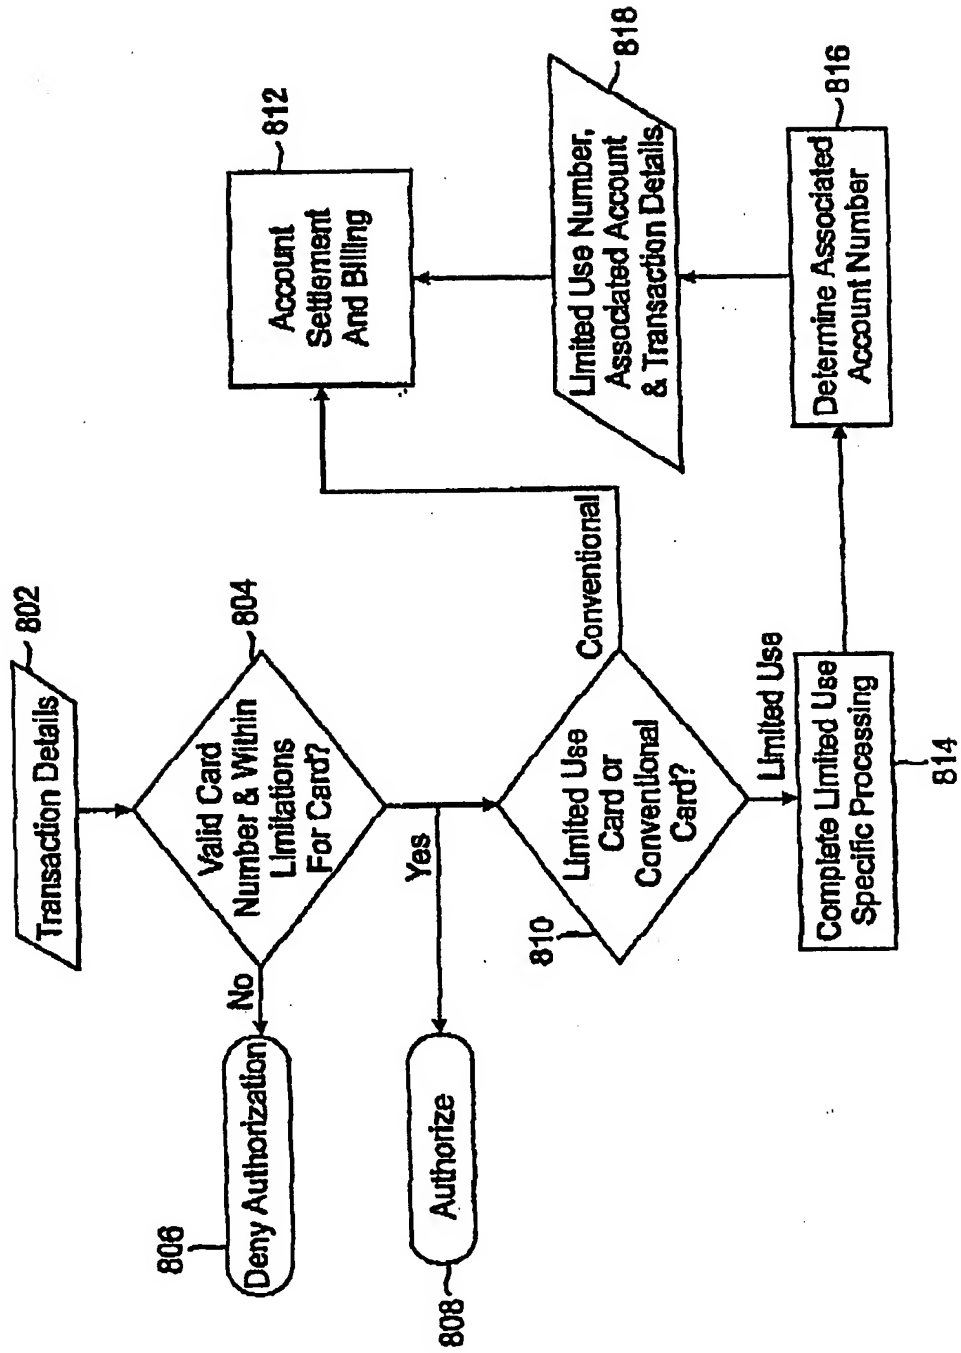 802
Transaction Details
804
Valid Card
Number & Within
Limitations
For Card?
No
806
Deny Authorization
Yes
808
Authorize
810
Limited Use
Card or
Conventional
Card?
Conventional
812
Account
Settlement
And Billing
Limited Use
Complete Limited Use
Specific Processing
814
816
Determine Associated
Account Number
818
Limited Use Number,
Associated Account
& Transaction Details